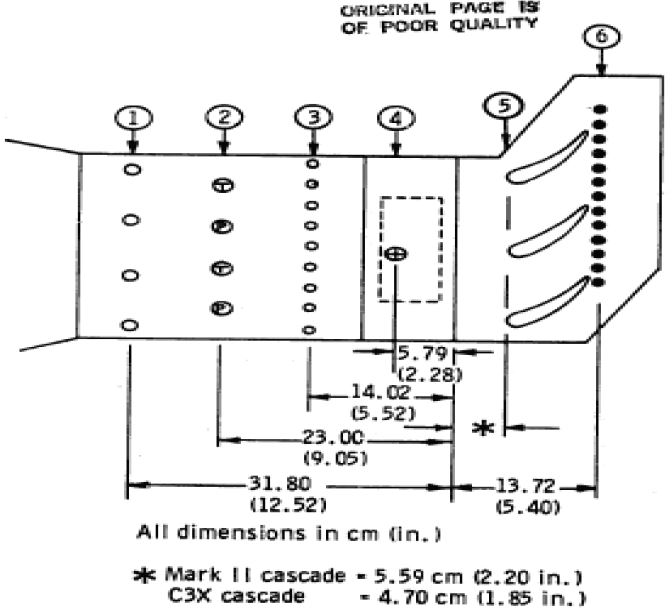 ORIGINAL PAGE IS
OF POOR QUALITY
6
1 2 3 4 5
T
P
T
P
5.79
(2.28)
14.02
(5.52)
*
23.00
(9.05)
31.80
(12.52)
13.72
(5.40)
All dimensions in cm (in.)
* Mark II cascade = 5.59 cm (2.20 in.)
C3X cascade = 4.70 cm (1.85 in.)